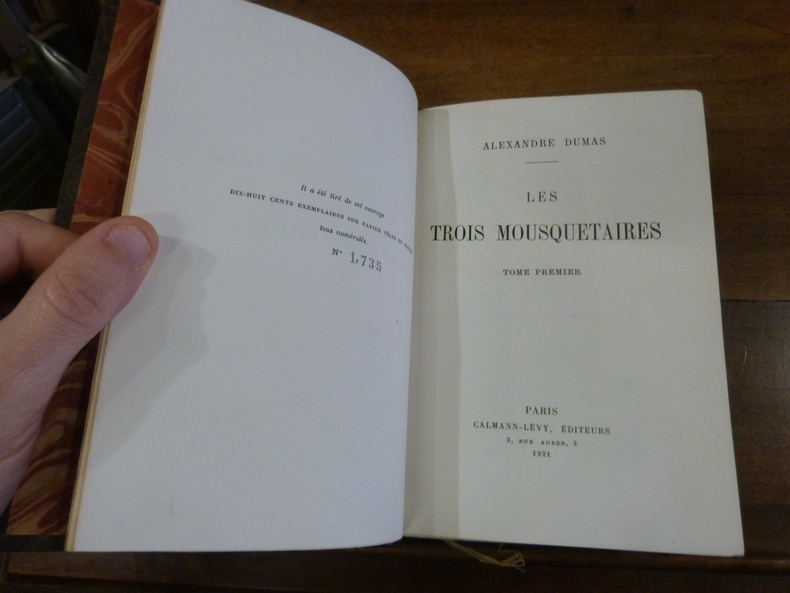 Il a été tiré de cet ouvrage
DIX-HUIT CENTS EXEMPLAIRES SUR PAPIER VÉLIN DU
tous numérotés.
N° 1,735
ALEXANDRE DUMAS
LES
TROIS MOUSQUETAIRES
TOME PREMIER
PARIS
CALMANN-LÉVY, ÉDITEURS
3, RUE AUBER, 3
1921